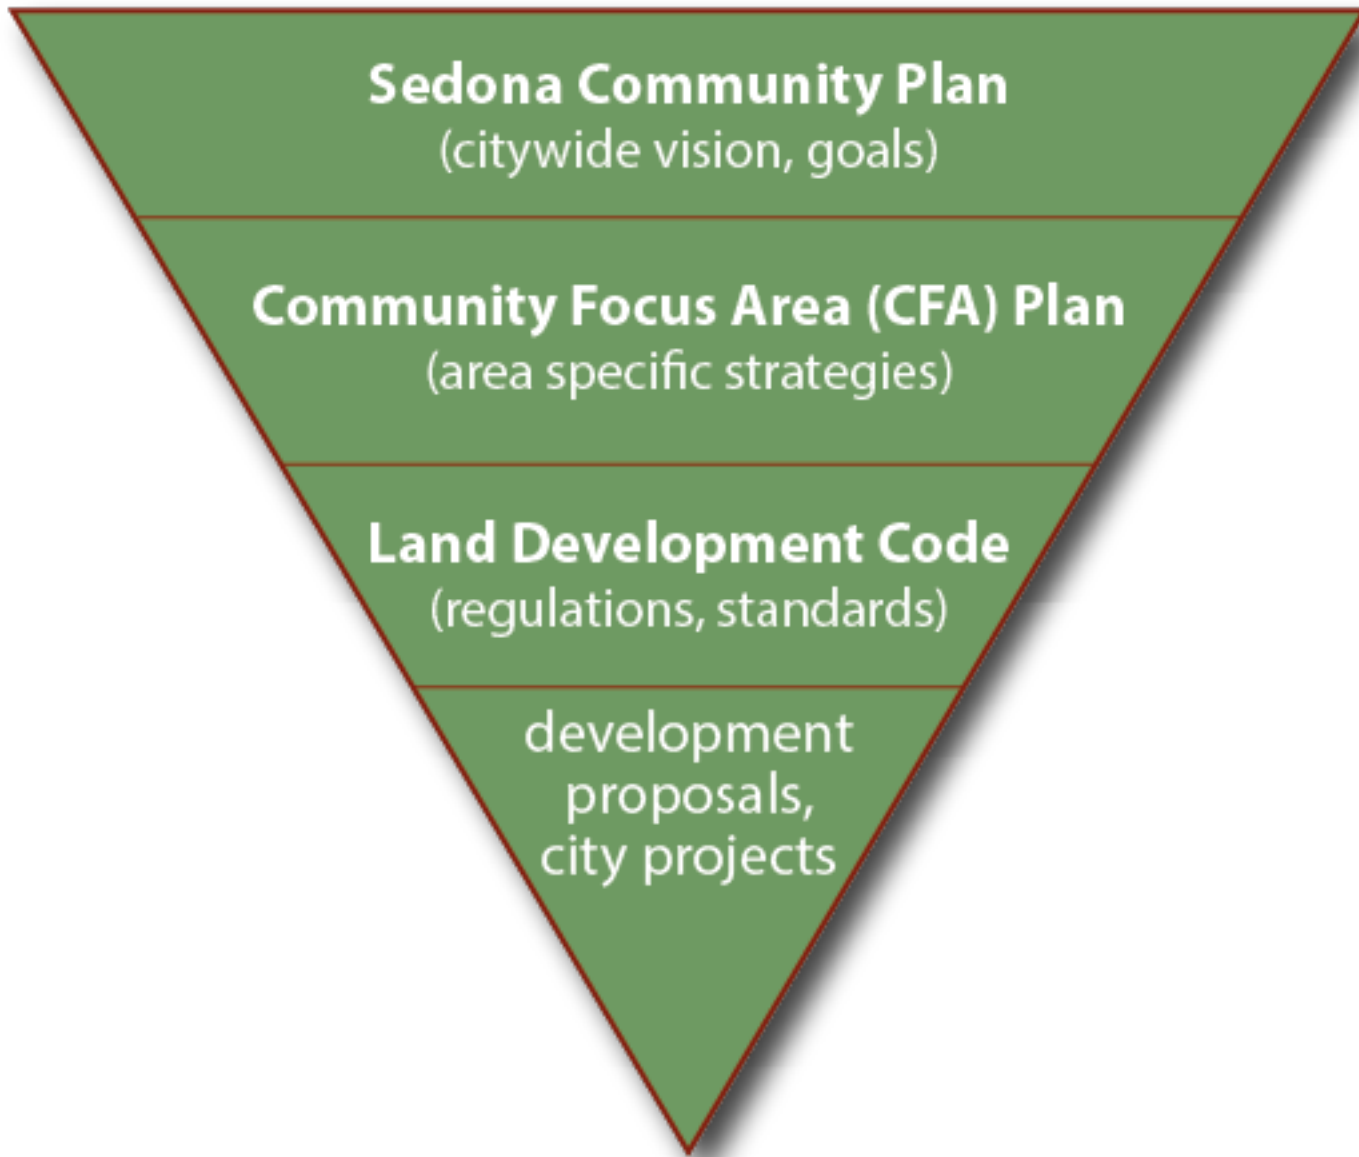 Sedona Community Plan
(citywide vision, goals)
Community Focus Area (CFA) Plan
(area specific strategies)
Land Development Code
(regulations, standards)
development
proposals,
city projects